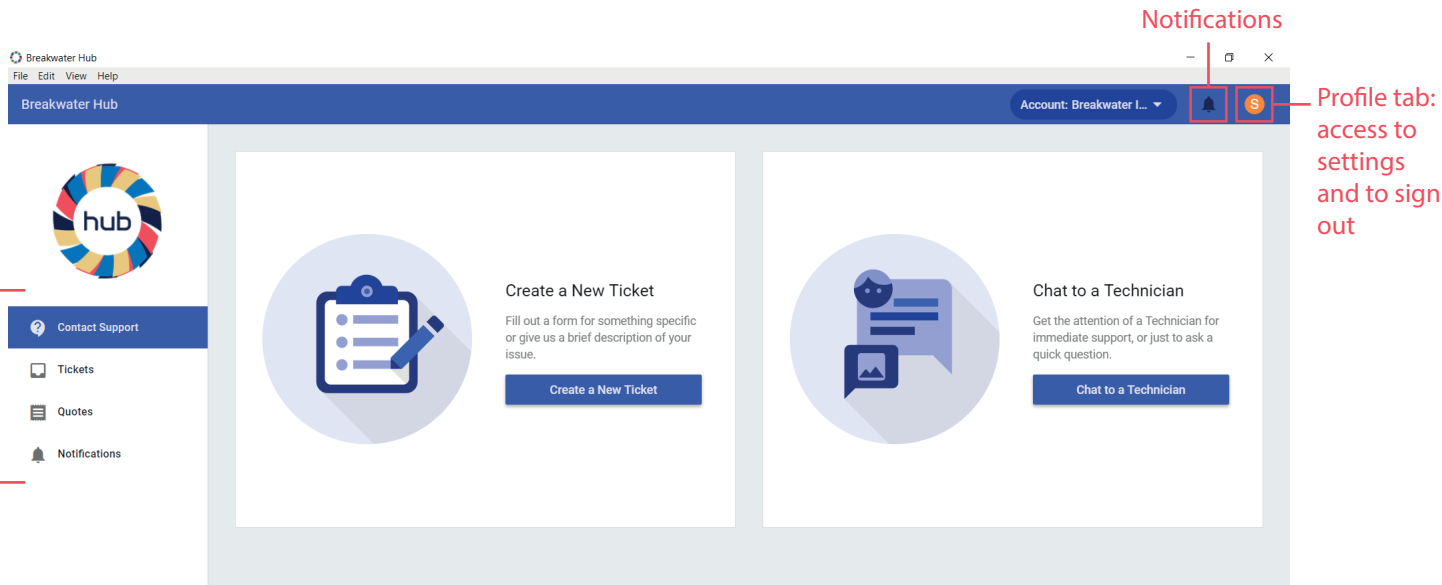 Notifications
Breakwater Hub
File Edit View Help
Breakwater Hub
Account: Breakwater I... 
S
Profile tab:
access to
settings
and to sign
out
hub
Contact Support
Tickets
Quotes
Notifications
Create a New Ticket
Fill out a form for something specific
or give us a brief description of your
issue.
Create a New Ticket
Chat to a Technician
Get the attention of a Technician for
immediate support, or just to ask a
quick question.
Chat to a Technician